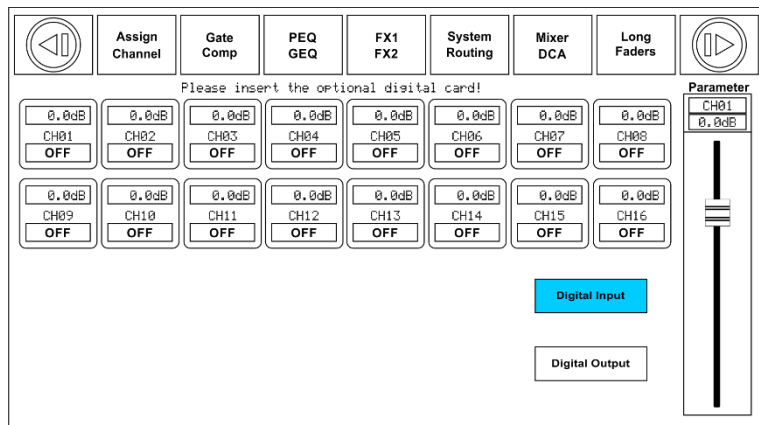 Assign Channel
Gate Comp
PEQ GEQ
FX1 FX2
System Routing
Mixer DCA
Long Faders
Please insert the optional digital card!
Parameter
CH01
0.0dB
0.0dB 0.0dB 0.0dB 0.0dB 0.0dB 0.0dB 0.0dB 0.0dB
CH01 CH02 CH03 CH04 CH05 CH06 CH07 CH08
OFF OFF OFF OFF OFF OFF OFF OFF
0.0dB 0.0dB 0.0dB 0.0dB 0.0dB 0.0dB 0.0dB 0.0dB
CH09 CH10 CH11 CH12 CH13 CH14 CH15 CH16
OFF OFF OFF OFF OFF OFF OFF OFF
Digital Input
Digital Output